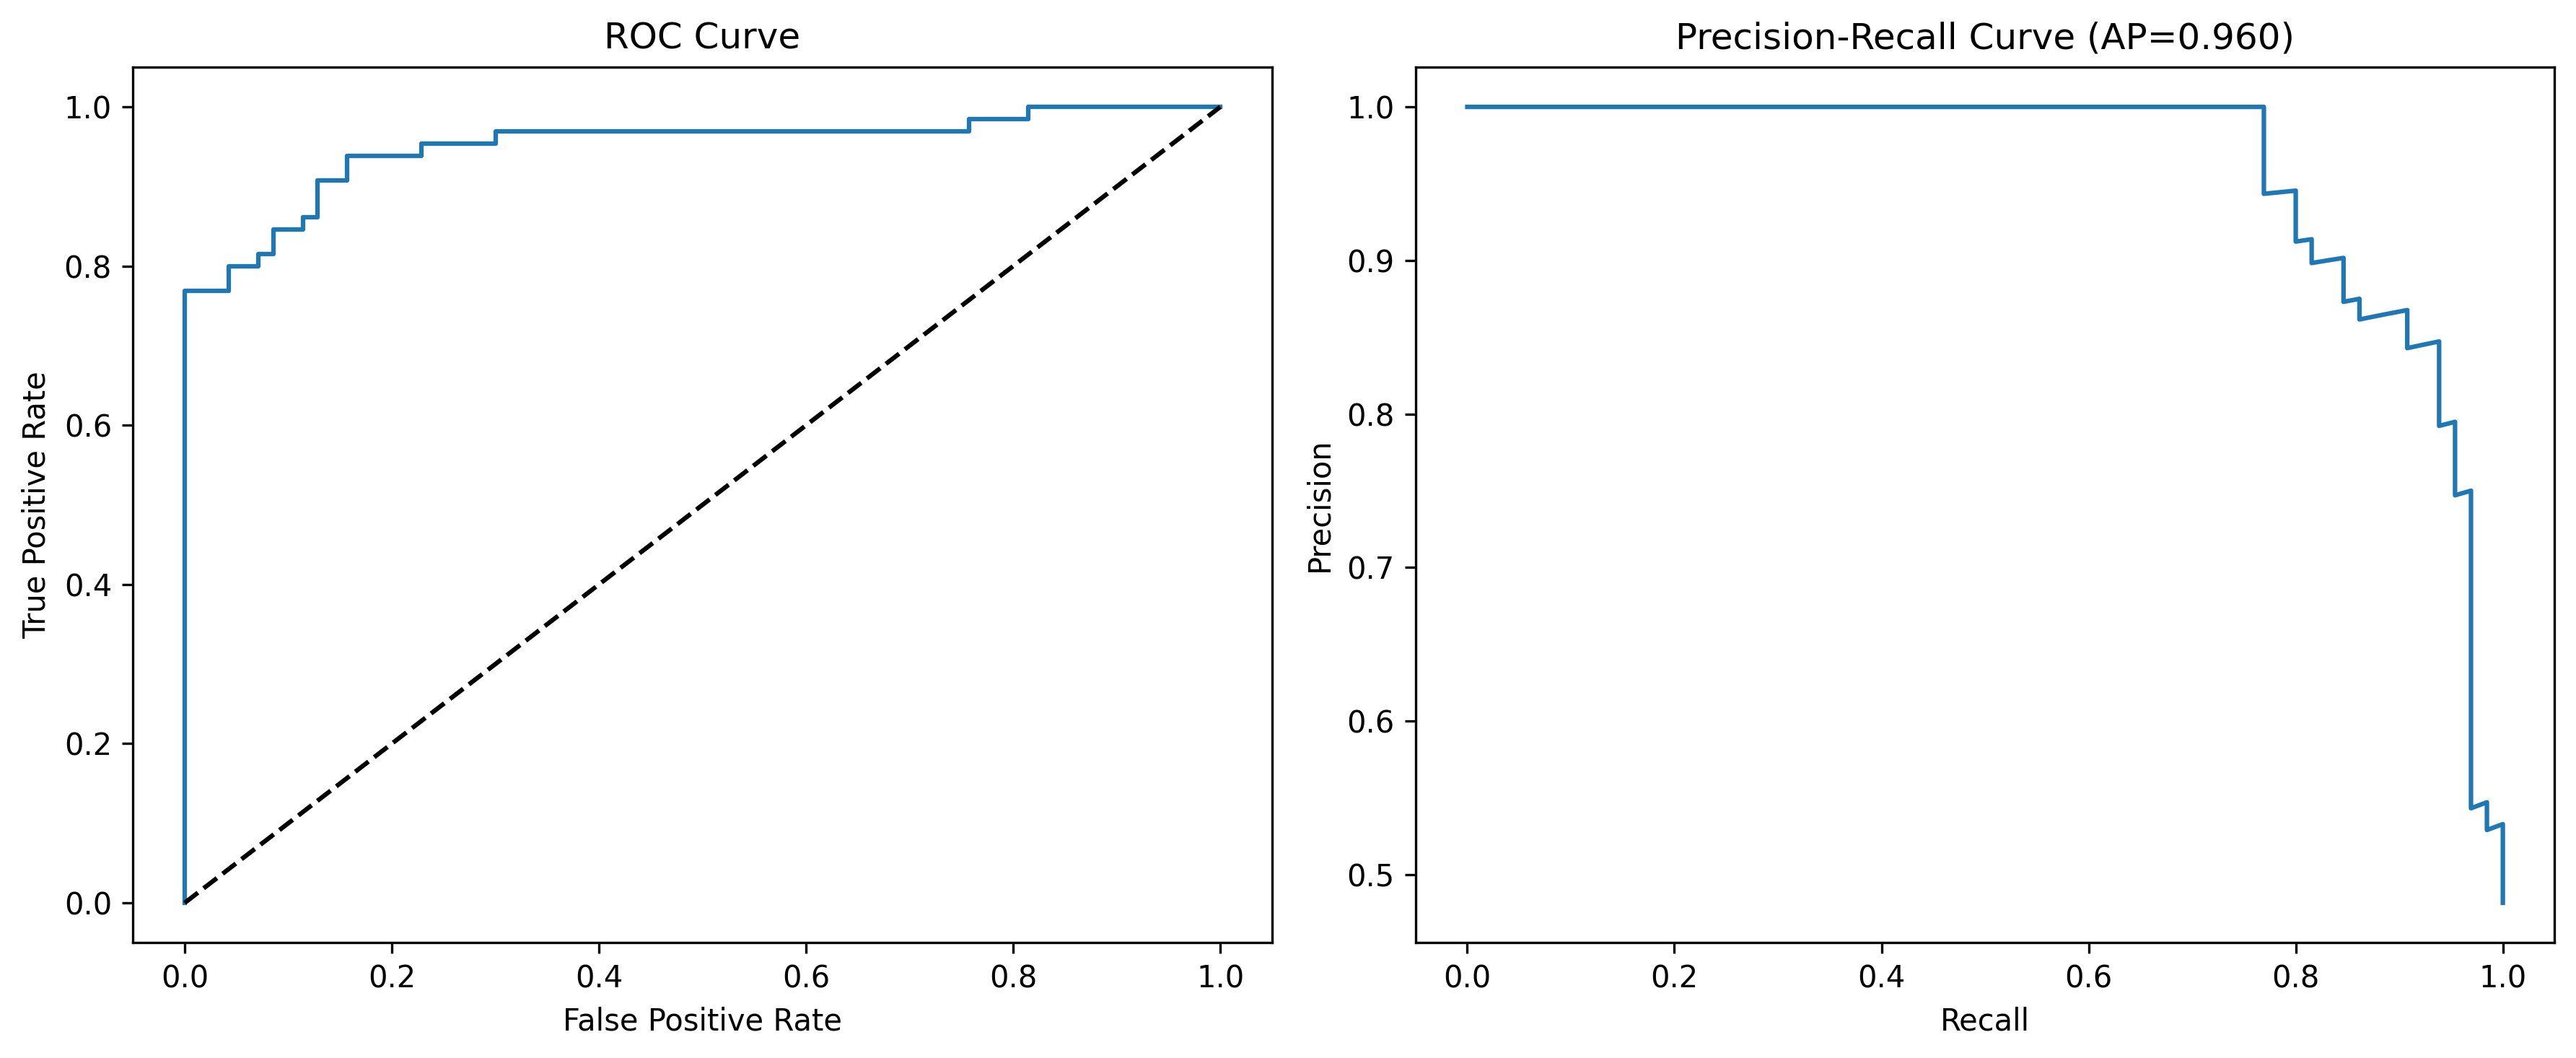 ROC Curve
1.0
0.8
0.6
0.4
0.2
0.0
True Positive Rate
0.0 0.2 0.4 0.6 0.8 1.0
False Positive Rate
Precision-Recall Curve (AP=0.960)
1.0
0.9
0.8
0.7
0.6
0.5
Precision
0.0 0.2 0.4 0.6 0.8 1.0
Recall